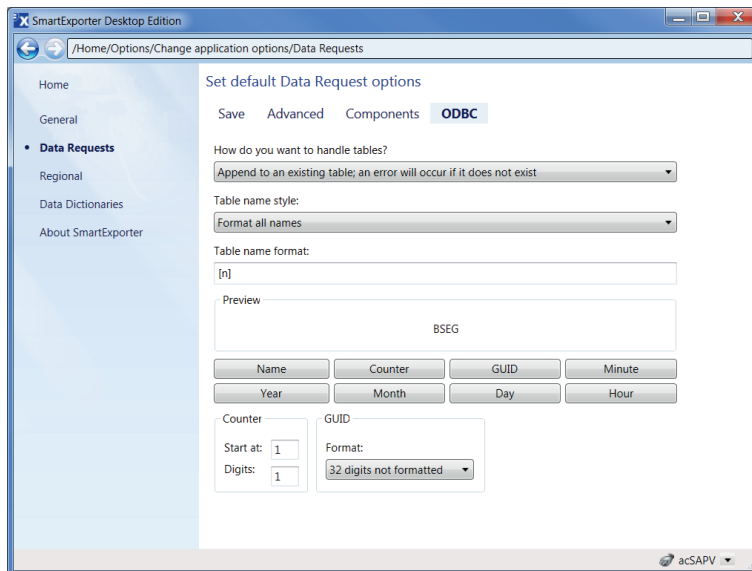 SmartExporter Desktop Edition
/Home/Options/Change application options/Data Requests
Home
General
• Data Requests
Regional
Data Dictionaries
About SmartExporter
Set default Data Request options
Save Advanced Components ODBC
How do you want to handle tables?
Append to an existing table; an error will occur if it does not exist
Table name style:
Format all names
Table name format:
[n]
Preview
BSEG
Name Counter GUID Minute
Year Month Day Hour
Counter GUID
Start at: 1 Format:
Digits: 1 32 digits not formatted
acSAPV